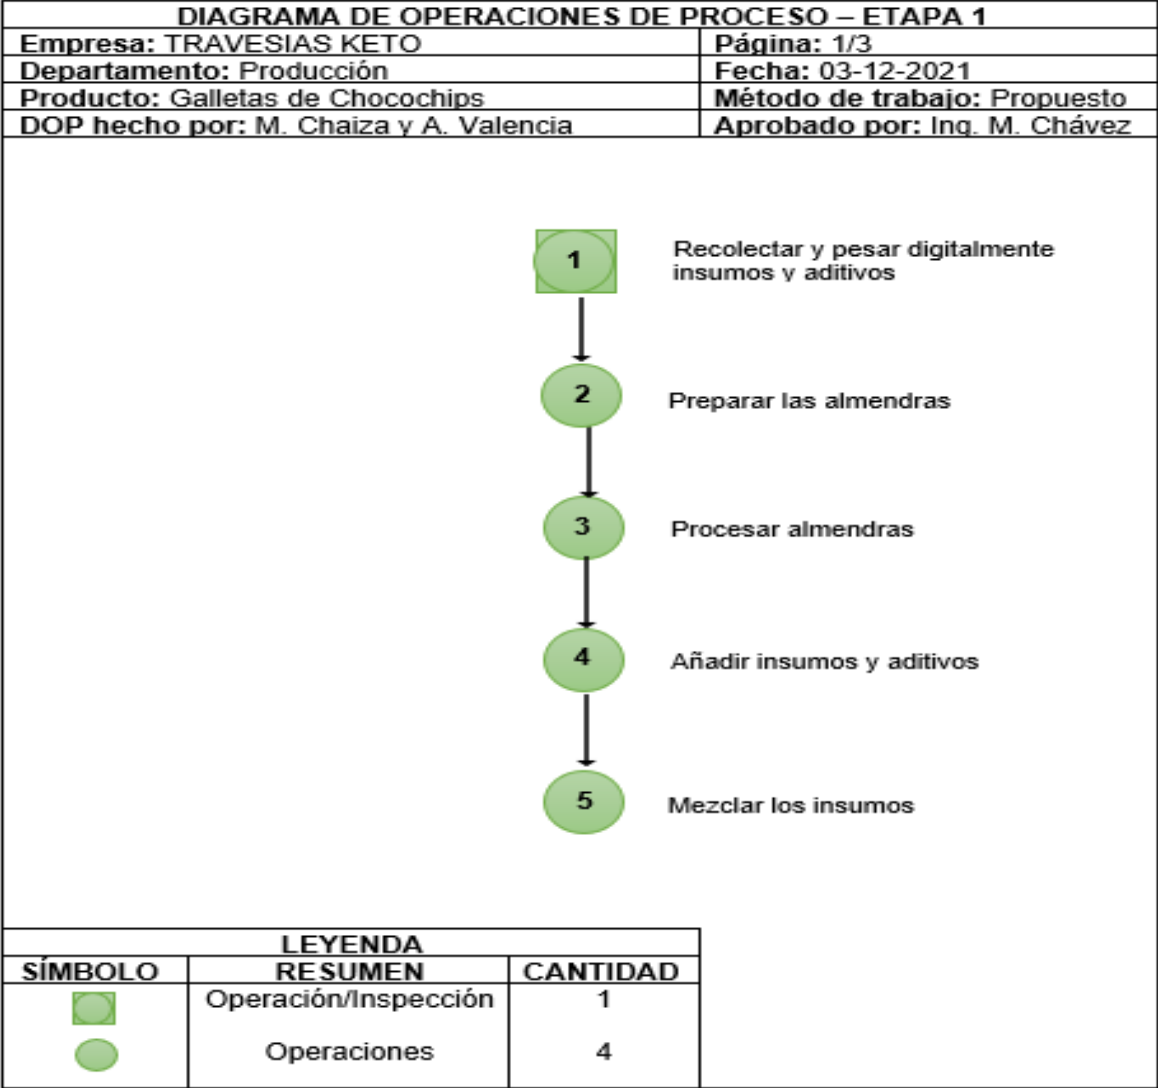 DIAGRAMA DE OPERACIONES DE PROCESO – ETAPA 1
Empresa: TRAVESIAS KETO
Página: 1/3
Departamento: Producción
Fecha: 03-12-2021
Producto: Galletas de Chocochips
Método de trabajo: Propuesto
DOP hecho por: M. Chaiza y A. Valencia
Aprobado por: Ing. M. Chávez
1
Recolectar y pesar digitalmente
insumos y aditivos
2
Preparar las almendras
3
Procesar almendras
4
Añadir insumos y aditivos
5
Mezclar los insumos
LEYENDA
SÍMBOLO
RESUMEN
CANTIDAD
Operación/Inspección
1
Operaciones
4